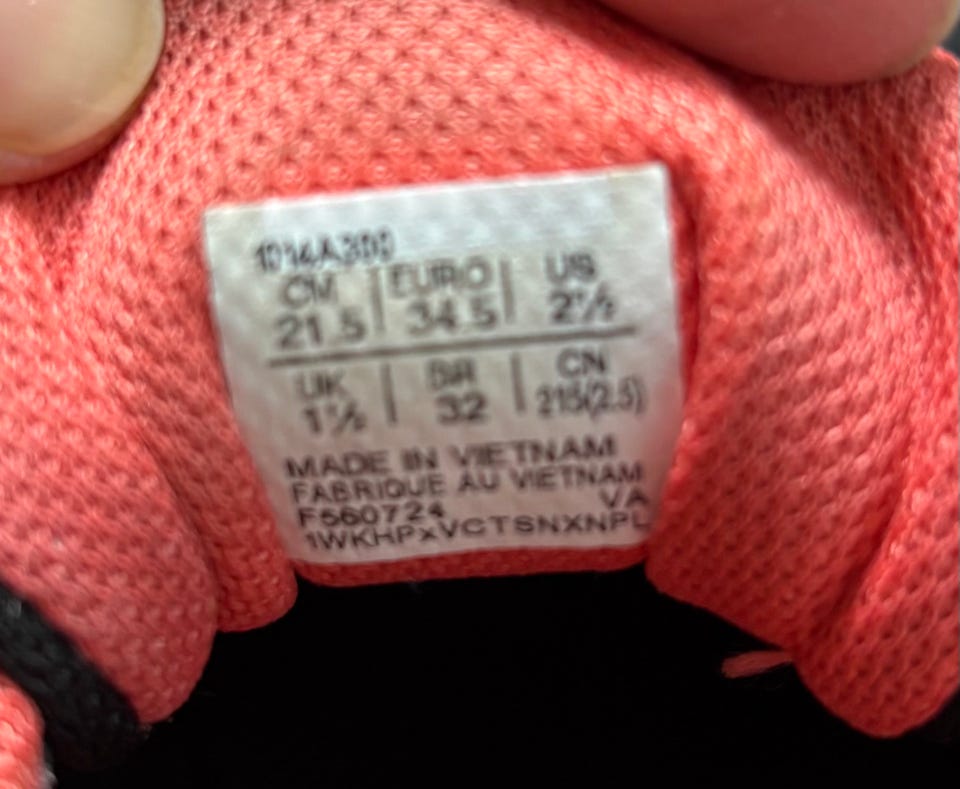 1014A300
CM | EURO | US
21.5 | 34.5 | 2½
UK | BR | CN
1½ | 32 | 215(2.5)
MADE IN VIETNAM
FABRIQUE AU VIETNAM
F560724 VA
1WKHPxVCTSNXNPL